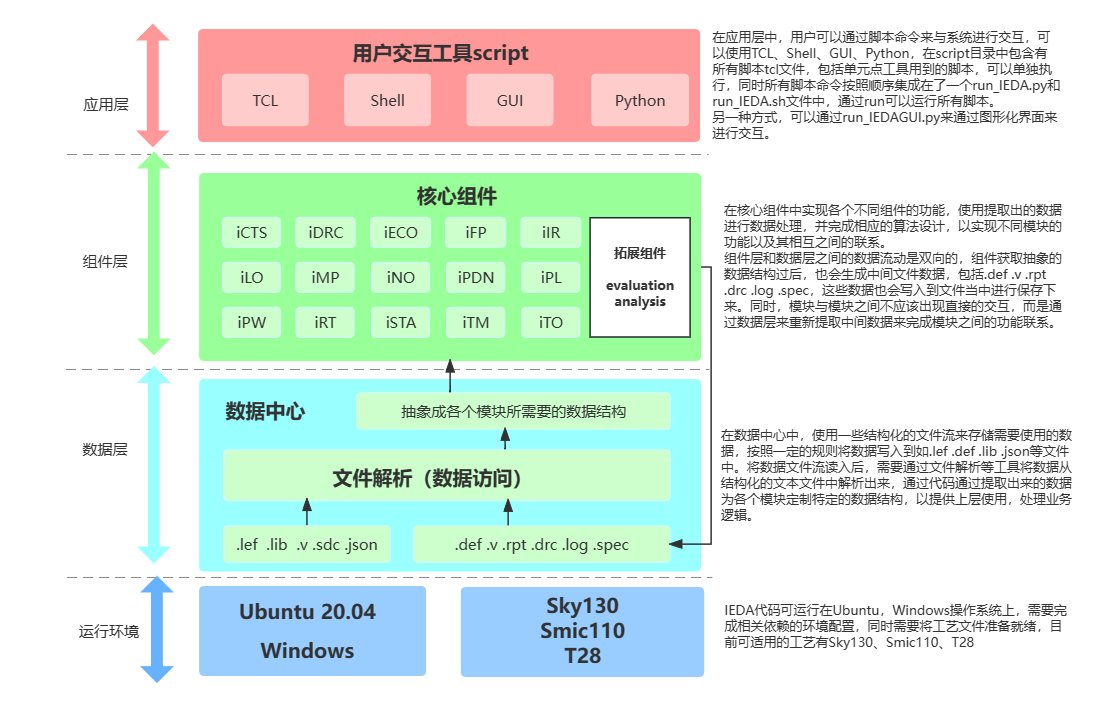 应用层
用户交互工具script
TCL
Shell
GUI
Python
在应用层中，用户可以通过脚本命令来与系统进行交互，可
以使用TCL、Shell、GUI、Python，在script目录中包含有
所有脚本tcl文件，包括单元点工具用到的脚本，可以单独执
行，同时所有脚本命令按照顺序集成在了一个run_IEDA.py和
run_IEDA.sh文件中，通过run可以运行所有脚本。
另一种方式，可以通过run_IEDAGUI.py来通过图形化界面来
进行交互。
组件层
核心组件
iCTS
iDRC
iECO
iFP
iIR
iLO
iMP
iNO
iPDN
iPL
iPW
iRT
iSTA
iTM
iTO
拓展组件
evaluation
analysis
在核心组件中实现各个不同组件的功能，使用提取出的数据
进行数据处理，并完成相应的算法设计，以实现不同模块的
功能以及其相互之间的联系。
组件层和数据层之间的数据流动是双向的，组件获取抽象的
数据结构过后，也会生成中间文件数据，包括.def .v .rpt
.drc .log .spec，这些数据也会写入到文件当中进行保存下
来。同时，模块与模块之间不应该出现直接的交互，而是通
过数据层来重新提取中间数据来完成模块之间的功能联系。
数据层
数据中心
抽象成各个模块所需要的数据结构
文件解析（数据访问）
.lef .lib .v .sdc .json
.def .v .rpt .drc .log .spec
在数据中心中，使用一些结构化的文件流来存储需要使用的数
据，按照一定的规则将数据写入到如.lef .def .lib .json等文件
中。将数据文件流读入后，需要通过文件解析等工具将数据从
结构化的文本文件中解析出来，通过代码通过提取出来的数据
为各个模块定制特定的数据结构，以提供上层使用，处理业务
逻辑。
运行环境
Ubuntu 20.04
Windows
Sky130
Smic110
T28
IEDA代码可运行在Ubuntu，Windows操作系统上，需要完
成相关依赖的环境配置，同时需要将工艺文件准备就绪，目
前可适用的工艺有Sky130、Smic110、T28